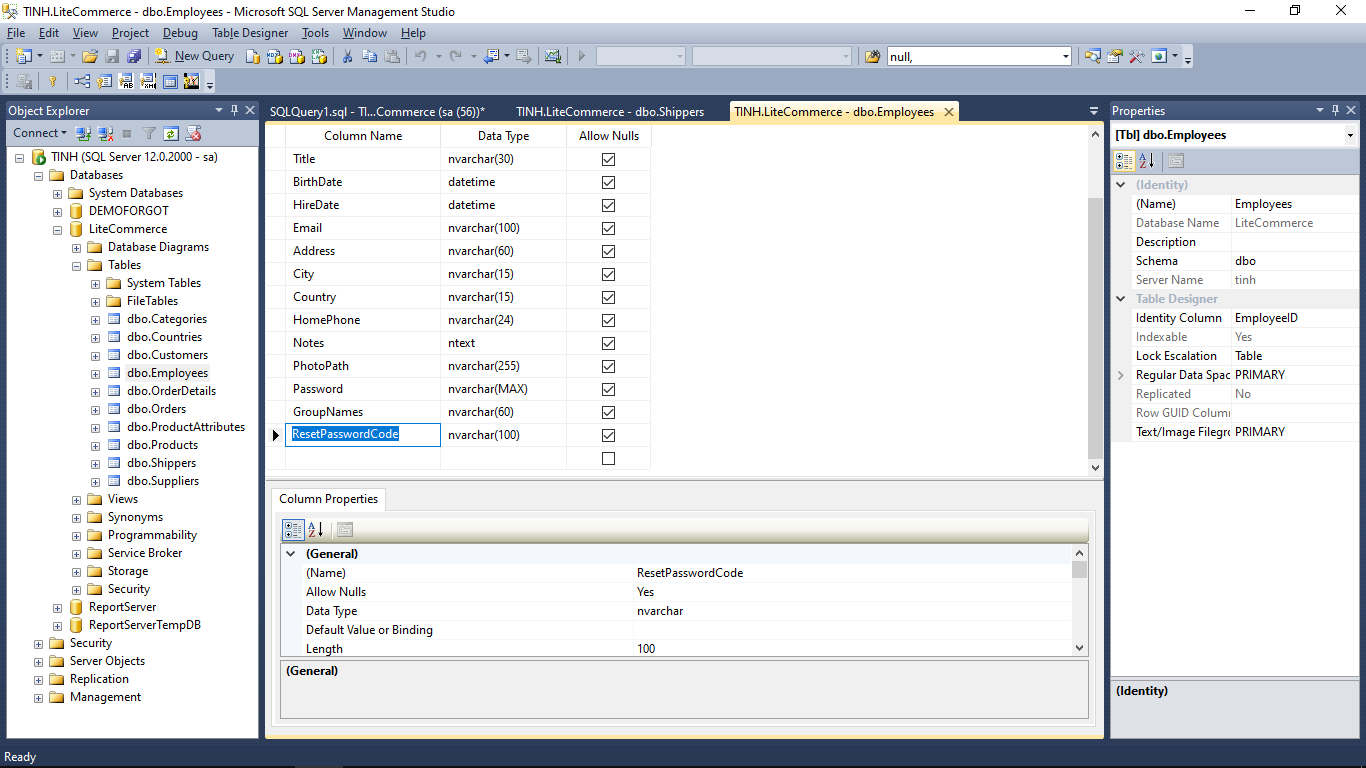 TINH.LiteCommerce - dbo.Employees - Microsoft SQL Server Management Studio
File Edit View Project Debug Table Designer Tools Window Help
New Query null,
Object Explorer
Connect
TINH (SQL Server 12.0.2000 - sa)
Databases
System Databases
DEMOFORGOT
LiteCommerce
Database Diagrams
Tables
System Tables
FileTables
dbo.Categories
dbo.Countries
dbo.Customers
dbo.Employees
dbo.OrderDetails
dbo.Orders
dbo.ProductAttributes
dbo.Products
dbo.Shippers
dbo.Suppliers
Views
Synonyms
Programmability
Service Broker
Storage
Security
ReportServer
ReportServerTempDB
Security
Server Objects
Replication
Management
SQLQuery1.sql - TI...Commerce (sa (56))* TINH.LiteCommerce - dbo.Shippers TINH.LiteCommerce - dbo.Employees
Column Name Data Type Allow Nulls
Title nvarchar(30)
BirthDate datetime
HireDate datetime
Email nvarchar(100)
Address nvarchar(60)
City nvarchar(15)
Country nvarchar(15)
HomePhone nvarchar(24)
Notes ntext
PhotoPath nvarchar(255)
Password nvarchar(MAX)
GroupNames nvarchar(60)
ResetPasswordCode nvarchar(100)
Column Properties
(General)
(Name) ResetPasswordCode
Allow Nulls Yes
Data Type nvarchar
Default Value or Binding
Length 100
(General)
Properties
[Tbl] dbo.Employees
(Identity)
(Name) Employees
Database Name LiteCommerce
Description
Schema dbo
Server Name tinh
Table Designer
Identity Column EmployeeID
Indexable Yes
Lock Escalation Table
Regular Data Spac PRIMARY
Replicated No
Row GUID Column
Text/Image Filegro PRIMARY
(Identity)
Ready